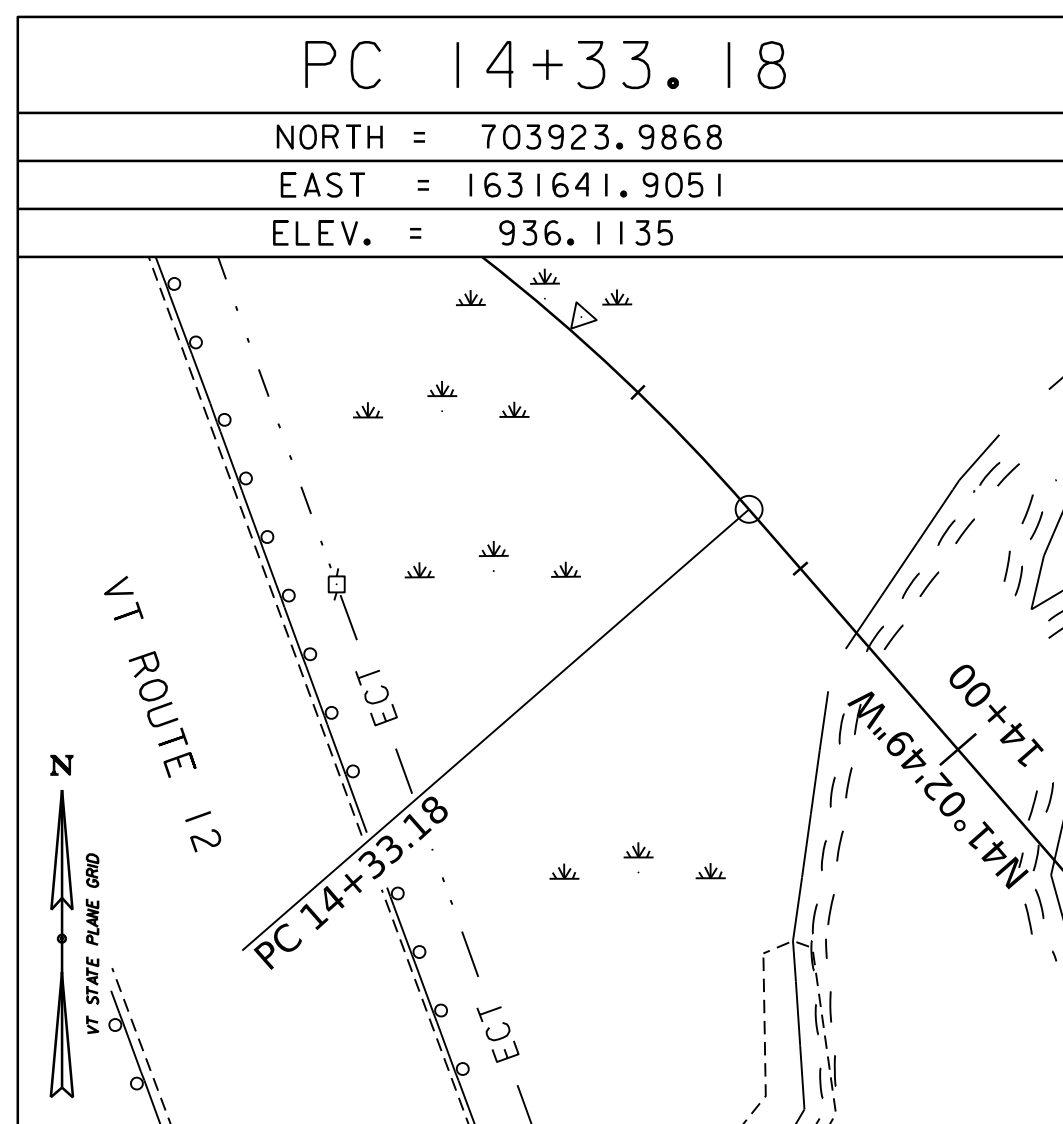 PC 14+33.18
NORTH = 703923.9868
EAST = 1631641.9051
ELEV. = 936.1135
VT ROUTE 12
ECT
14+00
N41°02'49"W
N
VT STATE PLANE GRID
PC 14+33.18
ECT